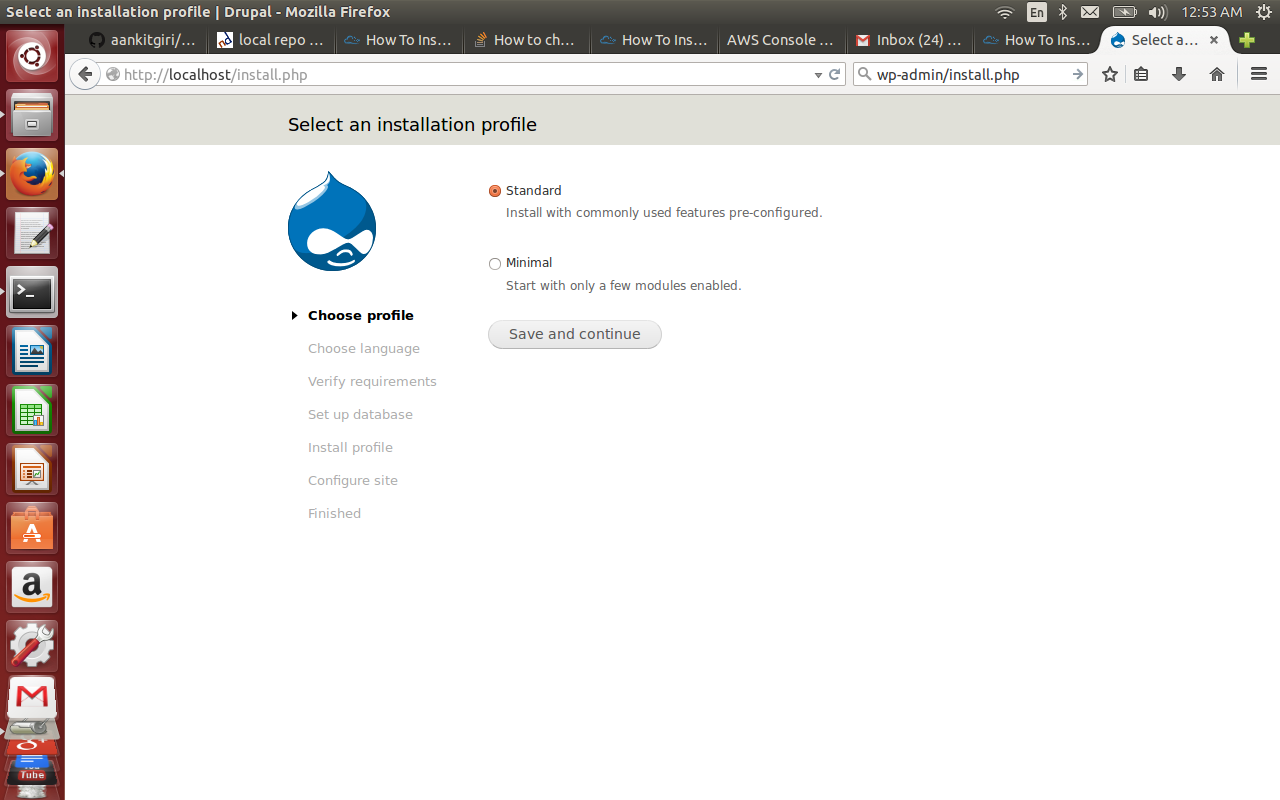 Select an installation profile | Drupal - Mozilla Firefox
En
12:53 AM
aankitgiri/...
local repo ...
How To Ins...
How to ch...
How To Ins...
AWS Console ...
Inbox (24) ...
How To Ins...
Select a...
http://localhost/install.php
wp-admin/install.php
Select an installation profile
Standard
Install with commonly used features pre-configured.
Minimal
Start with only a few modules enabled.
Save and continue
Choose profile
Choose language
Verify requirements
Set up database
Install profile
Configure site
Finished
Tube